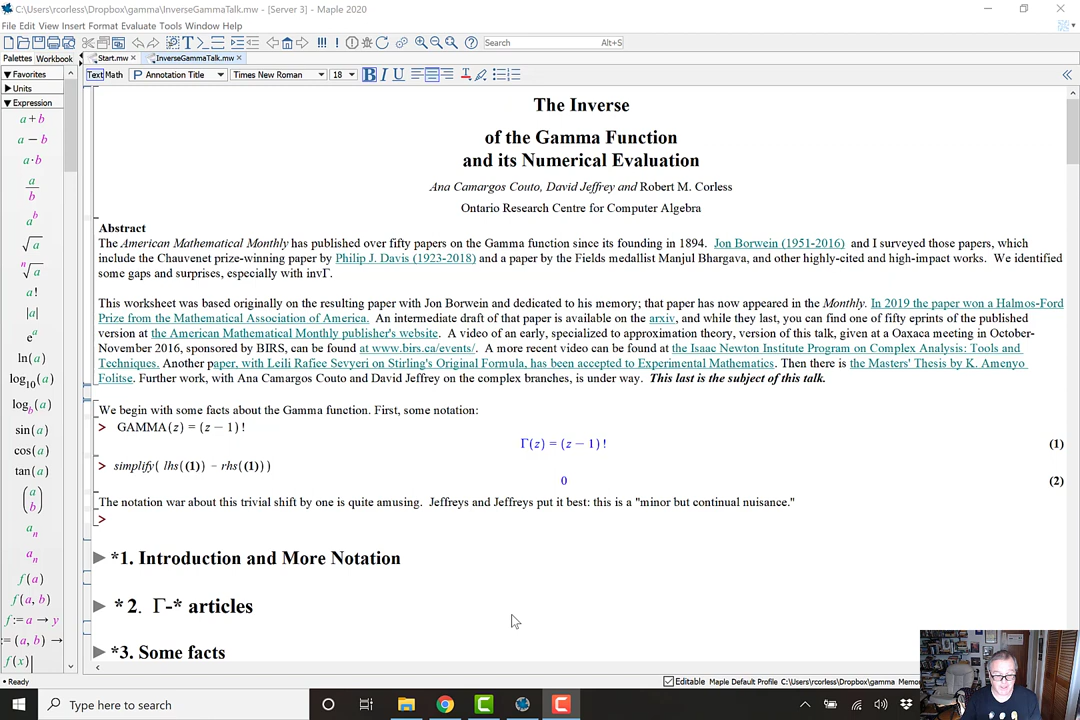 C:\Users\rcorless\Dropbox\gamma\InverseGammaTalk.mw - [Server 3] - Maple 2020
File Edit View Insert Format Evaluate Tools Window Help
Search Alt+S
Palettes Workbook Start.mw InverseGammaTalk.mw
Text Math P Annotation Title Times New Roman 18 B I U
Favorites
Units
Expression
a + b
a − b
a·b
a/b
a^b
√a
ⁿ√a
a!
|a|
e^a
ln(a)
log₁₀(a)
log_b(a)
sin(a)
cos(a)
tan(a)
(a b)
a_n
a_n
f(a)
f(a, b)
f := a → y
:= (a, b) →
f(x)|
The Inverse
of the Gamma Function
and its Numerical Evaluation
Ana Camargos Couto, David Jeffrey and Robert M. Corless
Ontario Research Centre for Computer Algebra
Abstract
The American Mathematical Monthly has published over fifty papers on the Gamma function since its founding in 1894. Jon Borwein (1951-2016) and I surveyed those papers, which
include the Chauvenet prize-winning paper by Philip J. Davis (1923-2018) and a paper by the Fields medallist Manjul Bhargava, and other highly-cited and high-impact works. We identified
some gaps and surprises, especially with invΓ.
This worksheet was based originally on the resulting paper with Jon Borwein and dedicated to his memory; that paper has now appeared in the Monthly. In 2019 the paper won a Halmos-Ford
Prize from the Mathematical Association of America. An intermediate draft of that paper is available on the arxiv, and while they last, you can find one of fifty eprints of the published
version at the American Mathematical Monthly publisher's website. A video of an early, specialized to approximation theory, version of this talk, given at a Oaxaca meeting in October-
November 2016, sponsored by BIRS, can be found at www.birs.ca/events/. A more recent video can be found at the Isaac Newton Institute Program on Complex Analysis: Tools and
Techniques. Another paper, with Leili Rafiee Sevyeri on Stirling's Original Formula, has been accepted to Experimental Mathematics. Then there is the Masters' Thesis by K. Amenyo
Folitse. Further work, with Ana Camargos Couto and David Jeffrey on the complex branches, is under way. This last is the subject of this talk.
We begin with some facts about the Gamma function. First, some notation:
> GAMMA(z) = (z − 1)!
Γ(z) = (z − 1)! (1)
> simplify( lhs((1)) − rhs((1)))
0 (2)
The notation war about this trivial shift by one is quite amusing. Jeffreys and Jeffreys put it best: this is a "minor but continual nuisance."
>
*1. Introduction and More Notation
*2. Γ-* articles
*3. Some facts
Ready
Editable Maple Default Profile C:\Users\rcorless\Dropbox\gamma Memor
Type here to search